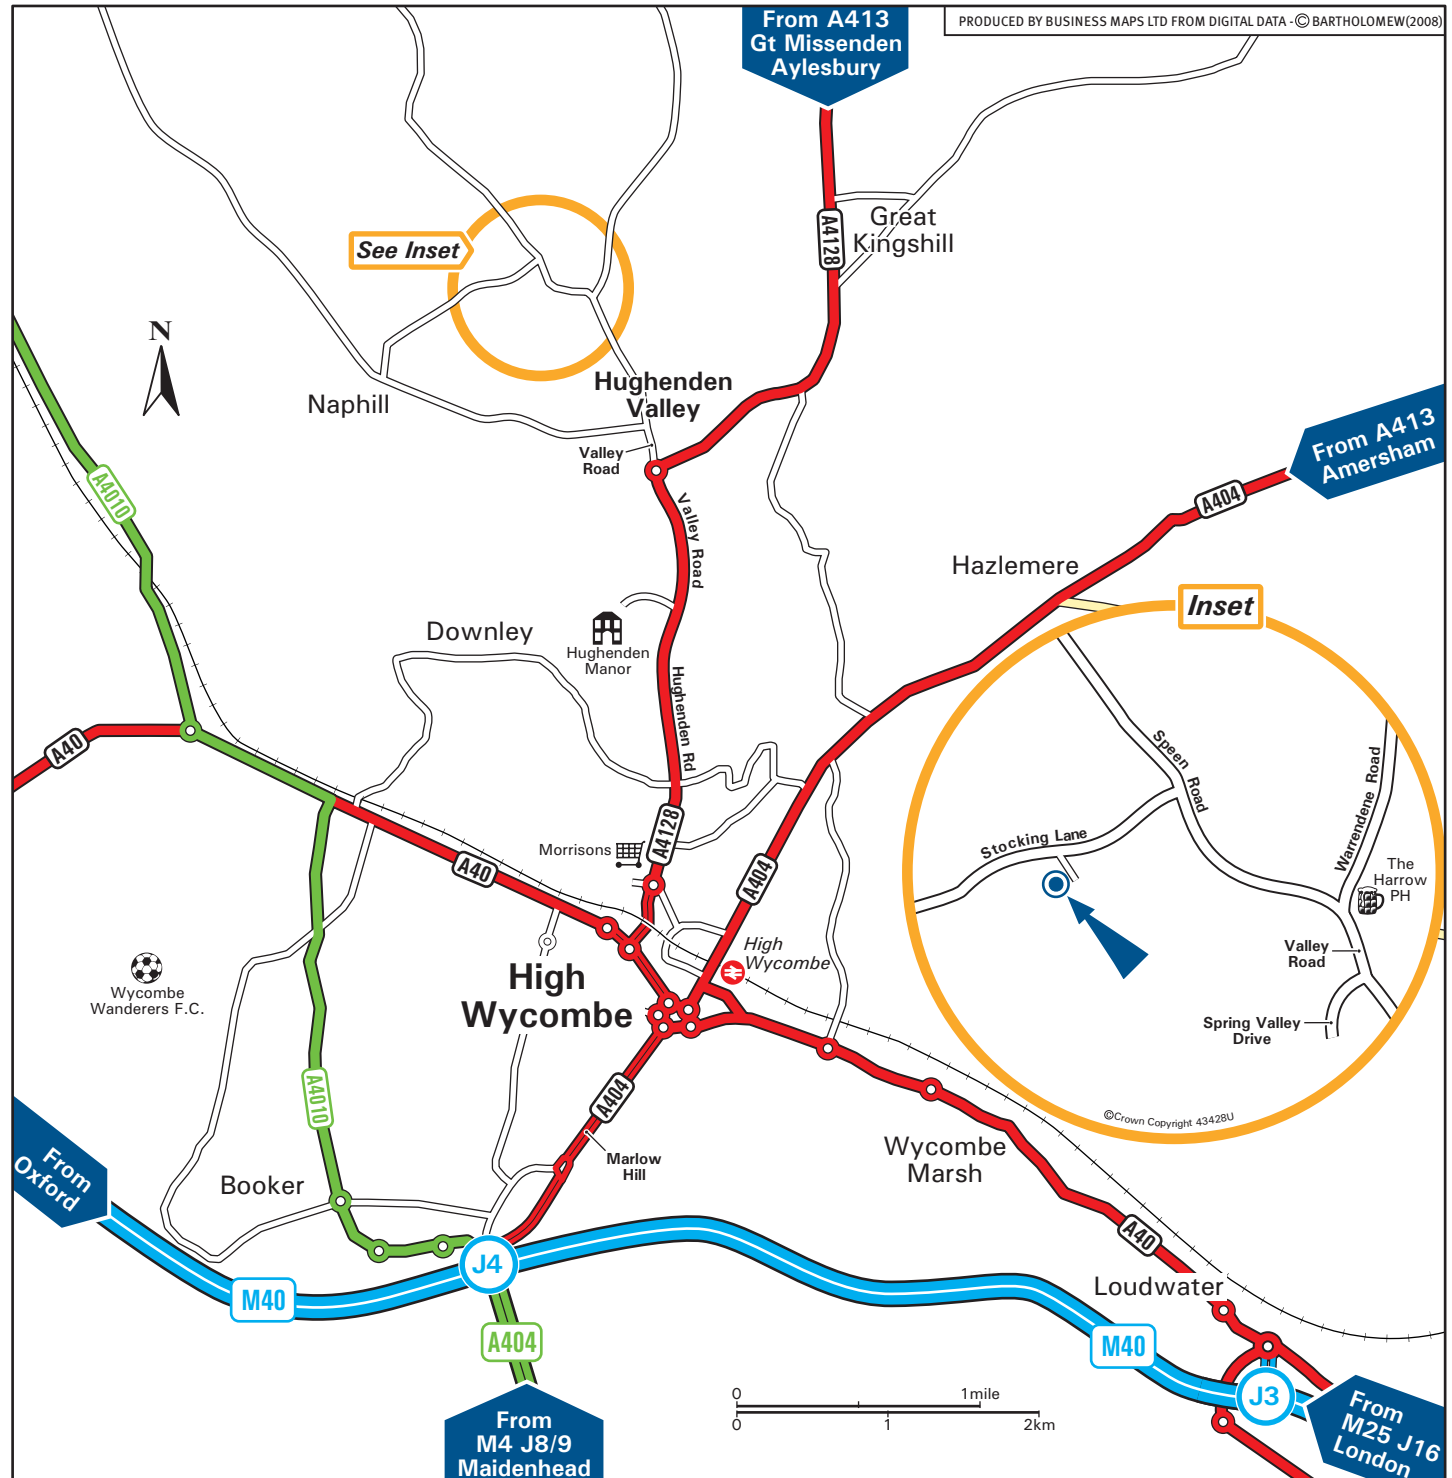 PRODUCED BY BUSINESS MAPS LTD FROM DIGITAL DATA - © BARTHOLOMEW(2008)
From A413
Gt Missenden
Aylesbury
See Inset
A4128
Great
Kingshill
N
Naphill
Hughenden
Valley
Valley
Road
From A413
Amersham
A404
A4010
Valley Road
Hazlemere
Inset
Downley
Hughenden
Manor
Hughenden Rd
A40
Speen
Road
Warrendene Road
Stocking Lane
The
Harrow
PH
Valley
Road
Spring Valley
Drive
©Crown Copyright 43428U
Morrisons
A4128
A40
A404
High
Wycombe
Wycombe
Wanderers F.C.
High
Wycombe
A4010
A404
Marlow
Hill
Wycombe
Marsh
From
Oxford
Booker
A40
J4
M40
Loudwater
A404
M40
J3
0
1mile
0
1
2km
From
M4 J8/9
Maidenhead
From
M25 J16
London